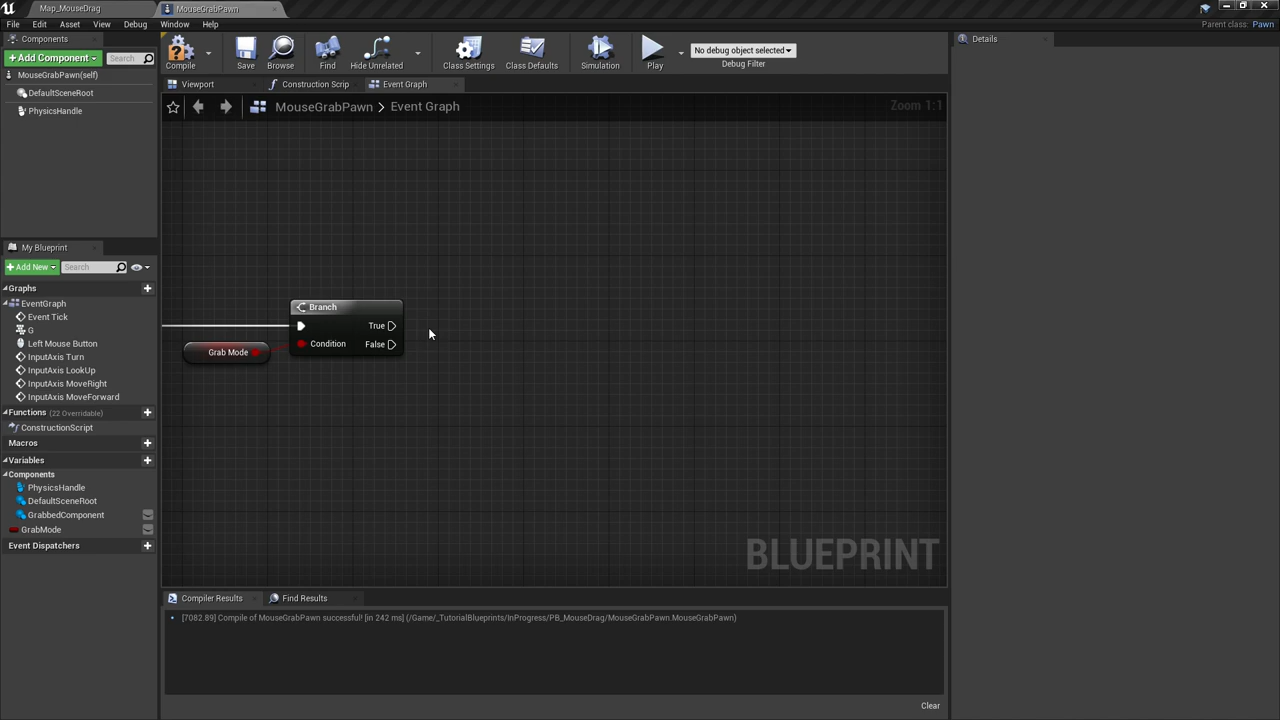 Map_MouseDrag
MouseGrabPawn
File Edit Asset View Debug Window Help
Parent class: Pawn
Components
+Add Component
Search
MouseGrabPawn(self)
DefaultSceneRoot
PhysicsHandle
My Blueprint
+Add New
Search
Graphs
EventGraph
Event Tick
G
Left Mouse Button
InputAxis Turn
InputAxis LookUp
InputAxis MoveRight
InputAxis MoveForward
Functions (22 Overridable)
ConstructionScript
Macros
Variables
Components
PhysicsHandle
DefaultSceneRoot
GrabbedComponent
GrabMode
Event Dispatchers
Compile
Save
Browse
Find
Hide Unrelated
Class Settings
Class Defaults
Simulation
Play
No debug object selected
Debug Filter
Viewport
Construction Scrip
Event Graph
MouseGrabPawn > Event Graph
Zoom 1:1
Branch
True
Condition
False
Grab Mode
BLUEPRINT
Compiler Results
Find Results
[7082.89] Compile of MouseGrabPawn successful! [in 242 ms] (/Game/_TutorialBlueprints/InProgress/PB_MouseDrag/MouseGrabPawn.MouseGrabPawn)
Clear
Details